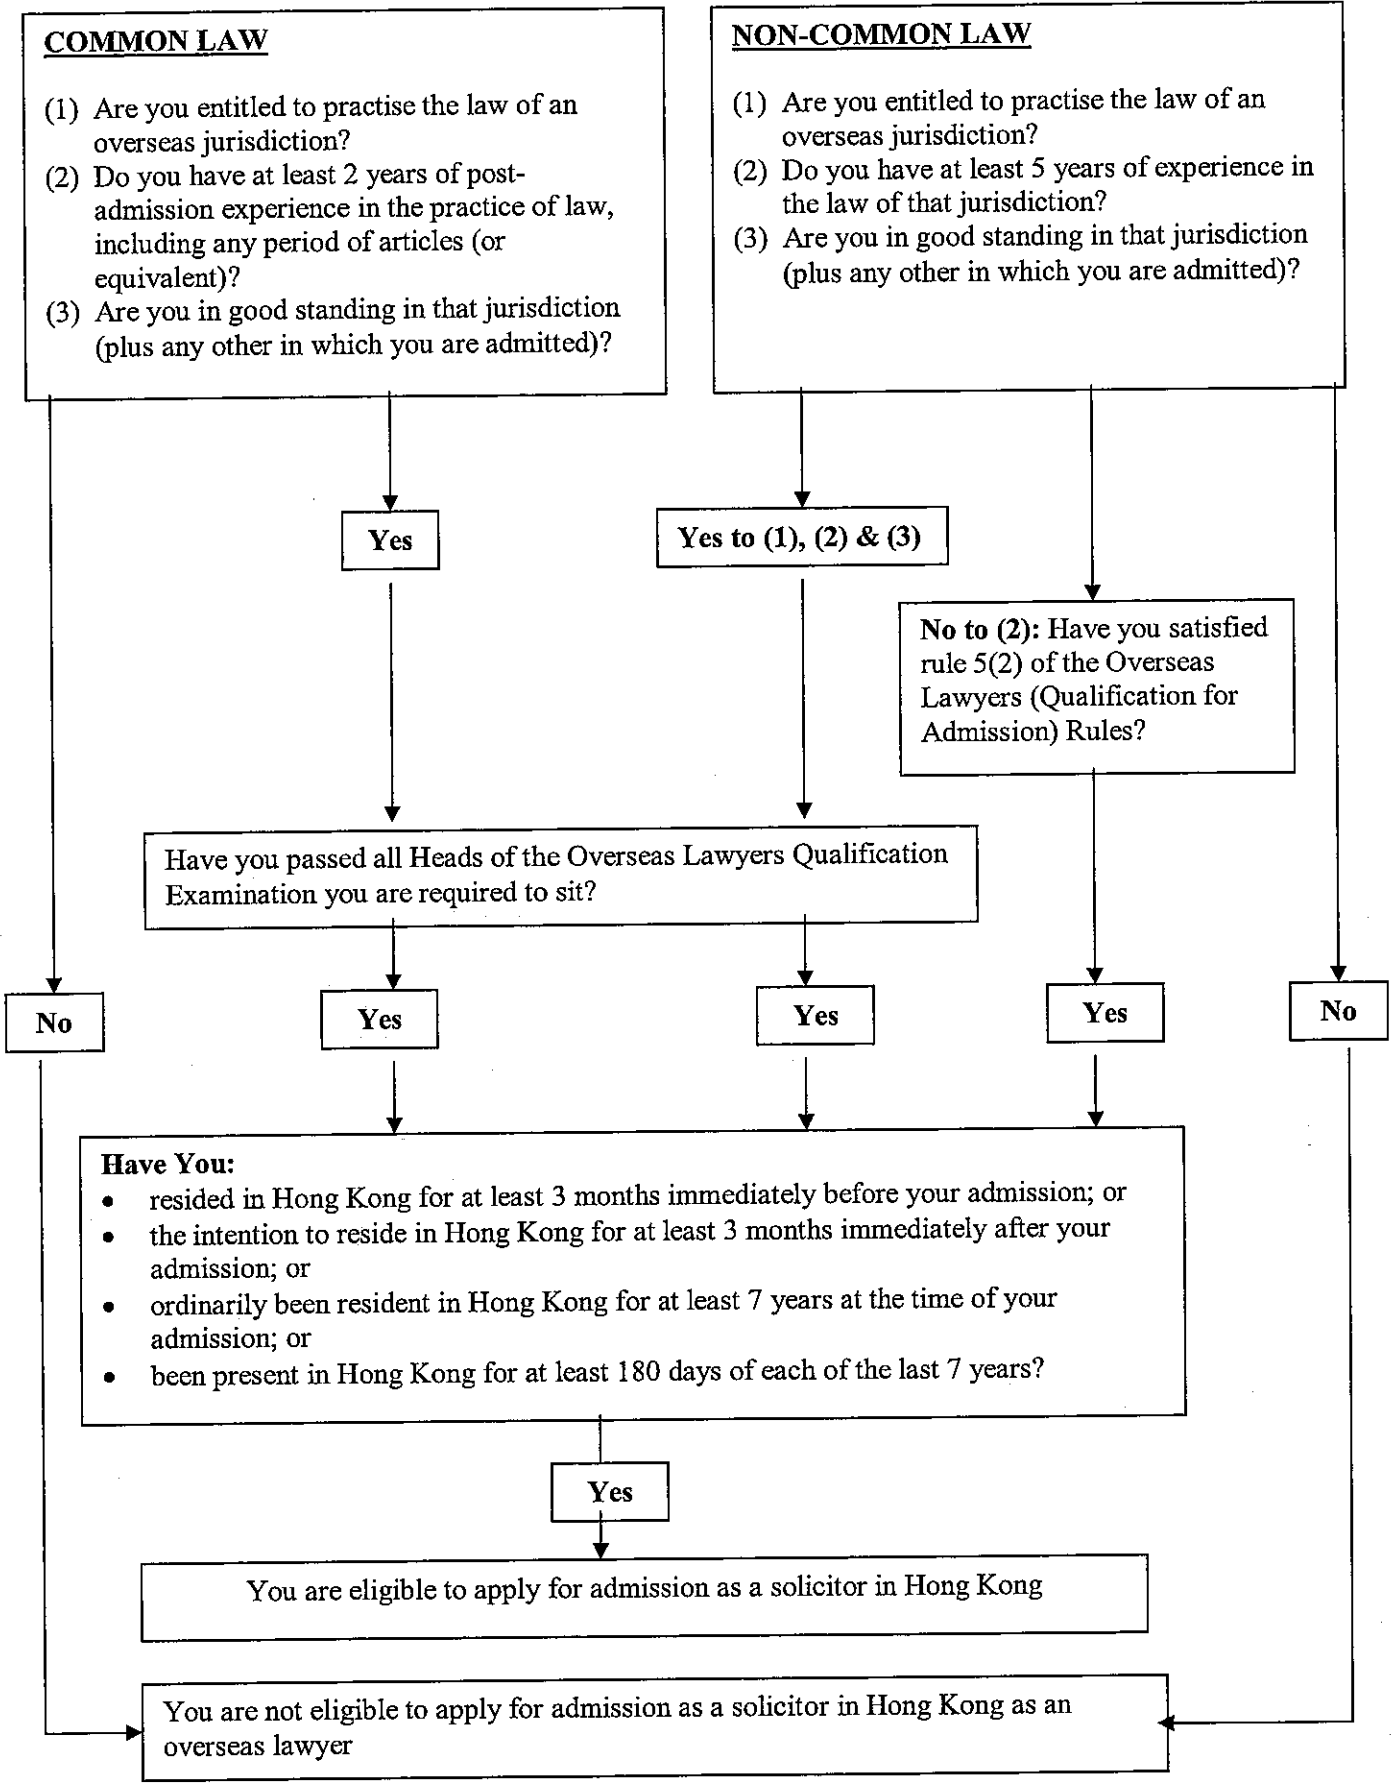 COMMON LAW
(1) Are you entitled to practise the law of an
overseas jurisdiction?
(2) Do you have at least 2 years of post-
admission experience in the practice of law,
including any period of articles (or
equivalent)?
(3) Are you in good standing in that jurisdiction
(plus any other in which you are admitted)?
NON-COMMON LAW
(1) Are you entitled to practise the law of an
overseas jurisdiction?
(2) Do you have at least 5 years of experience in
the law of that jurisdiction?
(3) Are you in good standing in that jurisdiction
(plus any other in which you are admitted)?
Yes
Yes to (1), (2) & (3)
No to (2): Have you satisfied
rule 5(2) of the Overseas
Lawyers (Qualification for
Admission) Rules?
Have you passed all Heads of the Overseas Lawyers Qualification
Examination you are required to sit?
No
Yes
Yes
Yes
No
Have You:
• resided in Hong Kong for at least 3 months immediately before your admission; or
• the intention to reside in Hong Kong for at least 3 months immediately after your
admission; or
• ordinarily been resident in Hong Kong for at least 7 years at the time of your
admission; or
• been present in Hong Kong for at least 180 days of each of the last 7 years?
Yes
You are eligible to apply for admission as a solicitor in Hong Kong
You are not eligible to apply for admission as a solicitor in Hong Kong as an
overseas lawyer